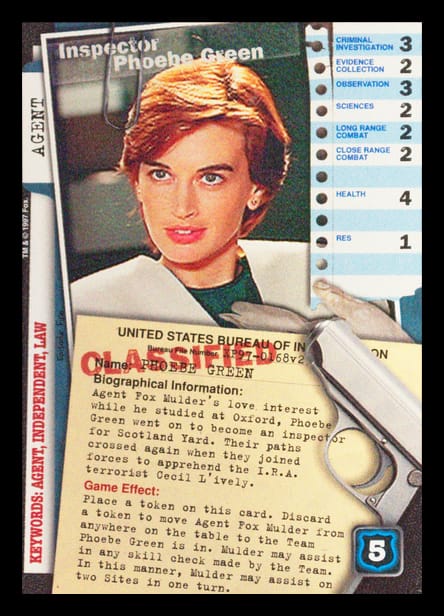 Inspector
Phoebe Green
CRIMINAL
INVESTIGATION 3
EVIDENCE
COLLECTION 2
OBSERVATION 3
SCIENCES 2
LONG RANGE
COMBAT 2
CLOSE RANGE
COMBAT 2
HEALTH 4
RES 1
AGENT
TM & © 1997 Fox.
KEYWORDS: AGENT, INDEPENDENT, LAW
UNITED STATES BUREAU OF IN ION
Bureau File Number XP97-0168v2
CLASSIFIED
Name: PHOEBE GREEN
Biographical Information:
Agent Fox Mulder's love interest
while he studied at Oxford, Phoebe
Green went on to become an inspector
for Scotland Yard. Their paths
crossed again when they joined
forces to apprehend the I.R.A.
terrorist Cecil L'ively.
Game Effect:
Place a token on this card. Discard
a token to move Agent Fox Mulder from
anywhere on the table to the Team
Phoebe Green is in. Mulder may assist
in any skill check made by the Team.
In this manner, Mulder may assist on
two Sites in one turn.
5